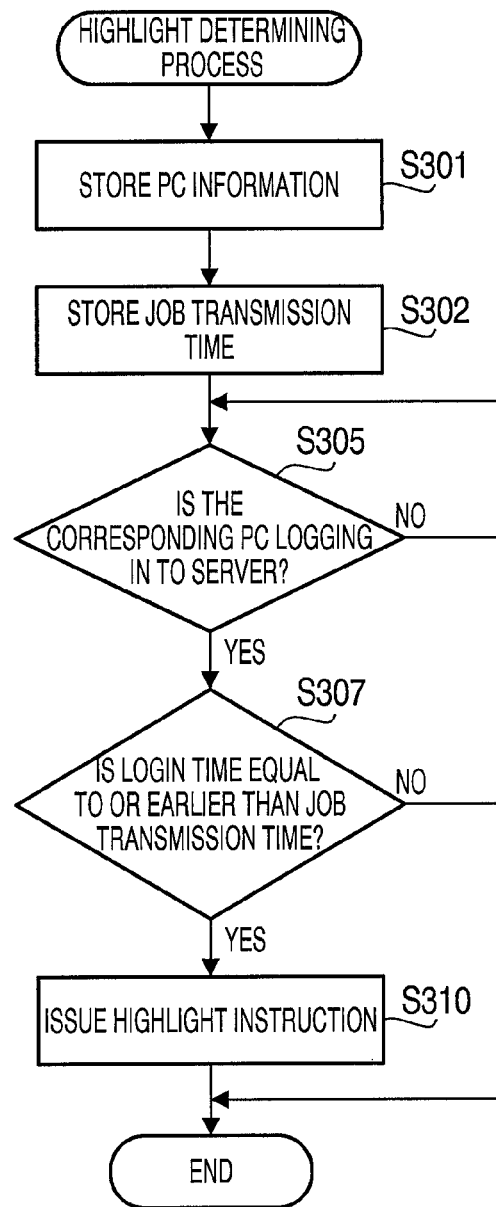 HIGHLIGHT DETERMINING
PROCESS
STORE PC INFORMATION
S301
STORE JOB TRANSMISSION
TIME
S302
S305
IS THE
CORRESPONDING PC LOGGING
IN TO SERVER?
NO
YES
S307
IS LOGIN TIME EQUAL
TO OR EARLIER THAN JOB
TRANSMISSION TIME?
NO
YES
ISSUE HIGHLIGHT INSTRUCTION
S310
END